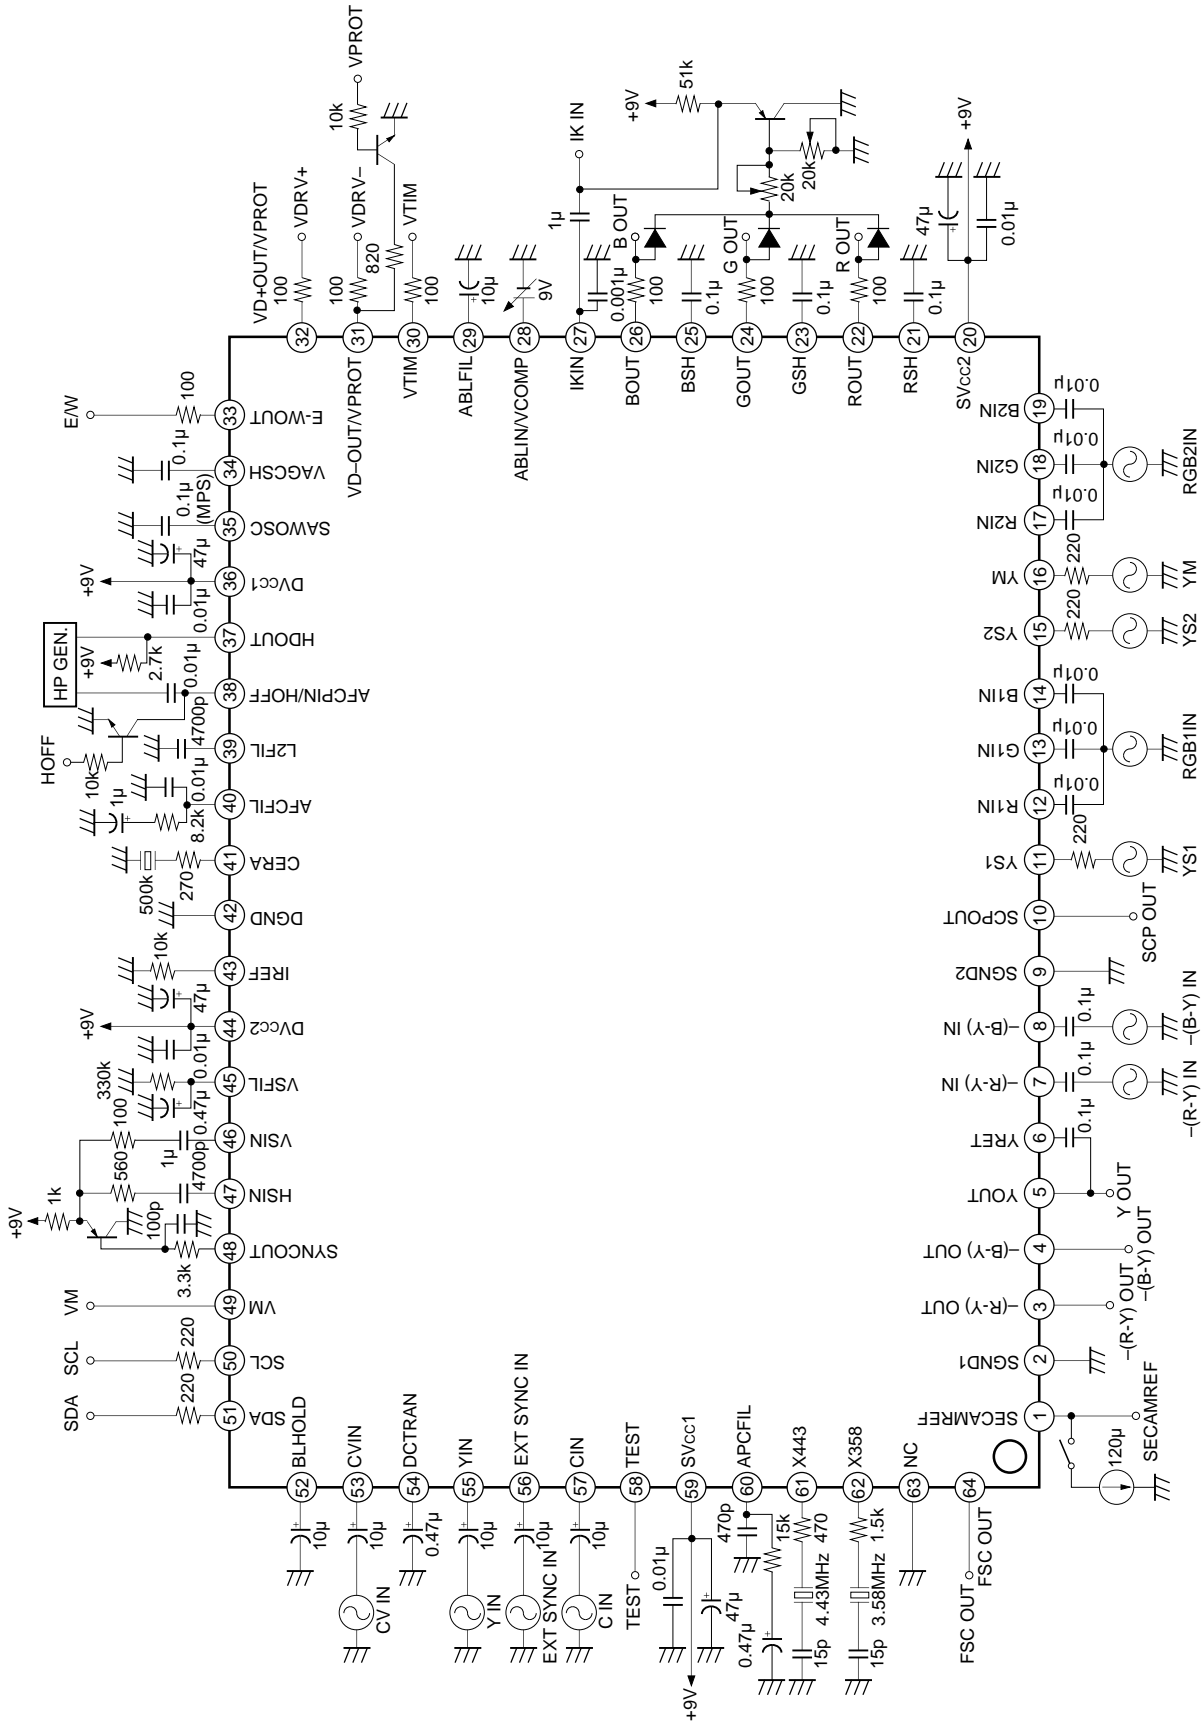 VPROT
10k
VDRV+
VDRV–
VTIM
VD+OUT/VPROT
100
100
820
100
10µ
9V
1µ
IK IN
+9V
51k
0.001µ
B OUT
100
0.1µ
G OUT
100
20k
20k
0.1µ
R OUT
100
0.1µ
47µ
+9V
0.01µ
32
31
30
29
28
27
26
25
24
23
22
21
20
VD–OUT/VPROT
VTIM
ABLFIL
ABLIN/VCOMP
IKIN
BOUT
BSH
GOUT
GSH
ROUT
RSH
SVcc2
E/W
100
33
E-WOUT
0.1µ
34
VAGCSH
0.1µ
(MPS)
35
SAWOSC
47µ
+9V
0.01µ
36
DVcc1
HP GEN.
+9V
2.7k
37
HDOUT
0.01µ
38
AFCPIN/HOFF
HOFF
10k
4700p
39
L2FIL
1µ
0.01µ
8.2k
40
AFCFIL
500k
270
41
CERA
42
DGND
10k
43
IREF
47µ
+9V
0.01µ
44
DVcc2
330k
0.47µ
45
VSFIL
100
1µ
46
VSIN
560
4700p
47
HSIN
+9V
1k
100p
3.3k
48
SYNCOUT
VM
49
VM
SCL
220
50
SCL
SDA
220
51
SDA
0.01µ
19
B2IN
0.01µ
18
G2IN
0.01µ
17
R2IN
RGB2IN
220
16
YM
YM
220
15
YS2
YS2
0.01µ
14
B1IN
0.01µ
13
G1IN
0.01µ
12
R1IN
RGB1IN
220
11
YS1
YS1
10
SCPOUT
SCP OUT
9
SGND2
0.1µ
8
–(B-Y) IN
–(B-Y) IN
0.1µ
7
–(R-Y) IN
–(R-Y) IN
0.1µ
6
YRET
5
YOUT
Y OUT
4
–(B-Y) OUT
–(B-Y) OUT
3
–(R-Y) OUT
–(R-Y) OUT
2
SGND1
1
SECAMREF
SECAMREF
120µ
52
BLHOLD
10µ
53
CVIN
10µ
CV IN
54
DCTRAN
0.47µ
55
YIN
10µ
Y IN
56
EXT SYNC IN
10µ
EXT SYNC IN
57
CIN
10µ
C IN
58
TEST
TEST
59
SVcc1
0.01µ
47µ
+9V
60
APCFIL
470p
15k
0.47µ
61
X443
470
4.43MHz
15p
62
X358
1.5k
3.58MHz
15p
63
NC
64
FSC OUT
FSC OUT